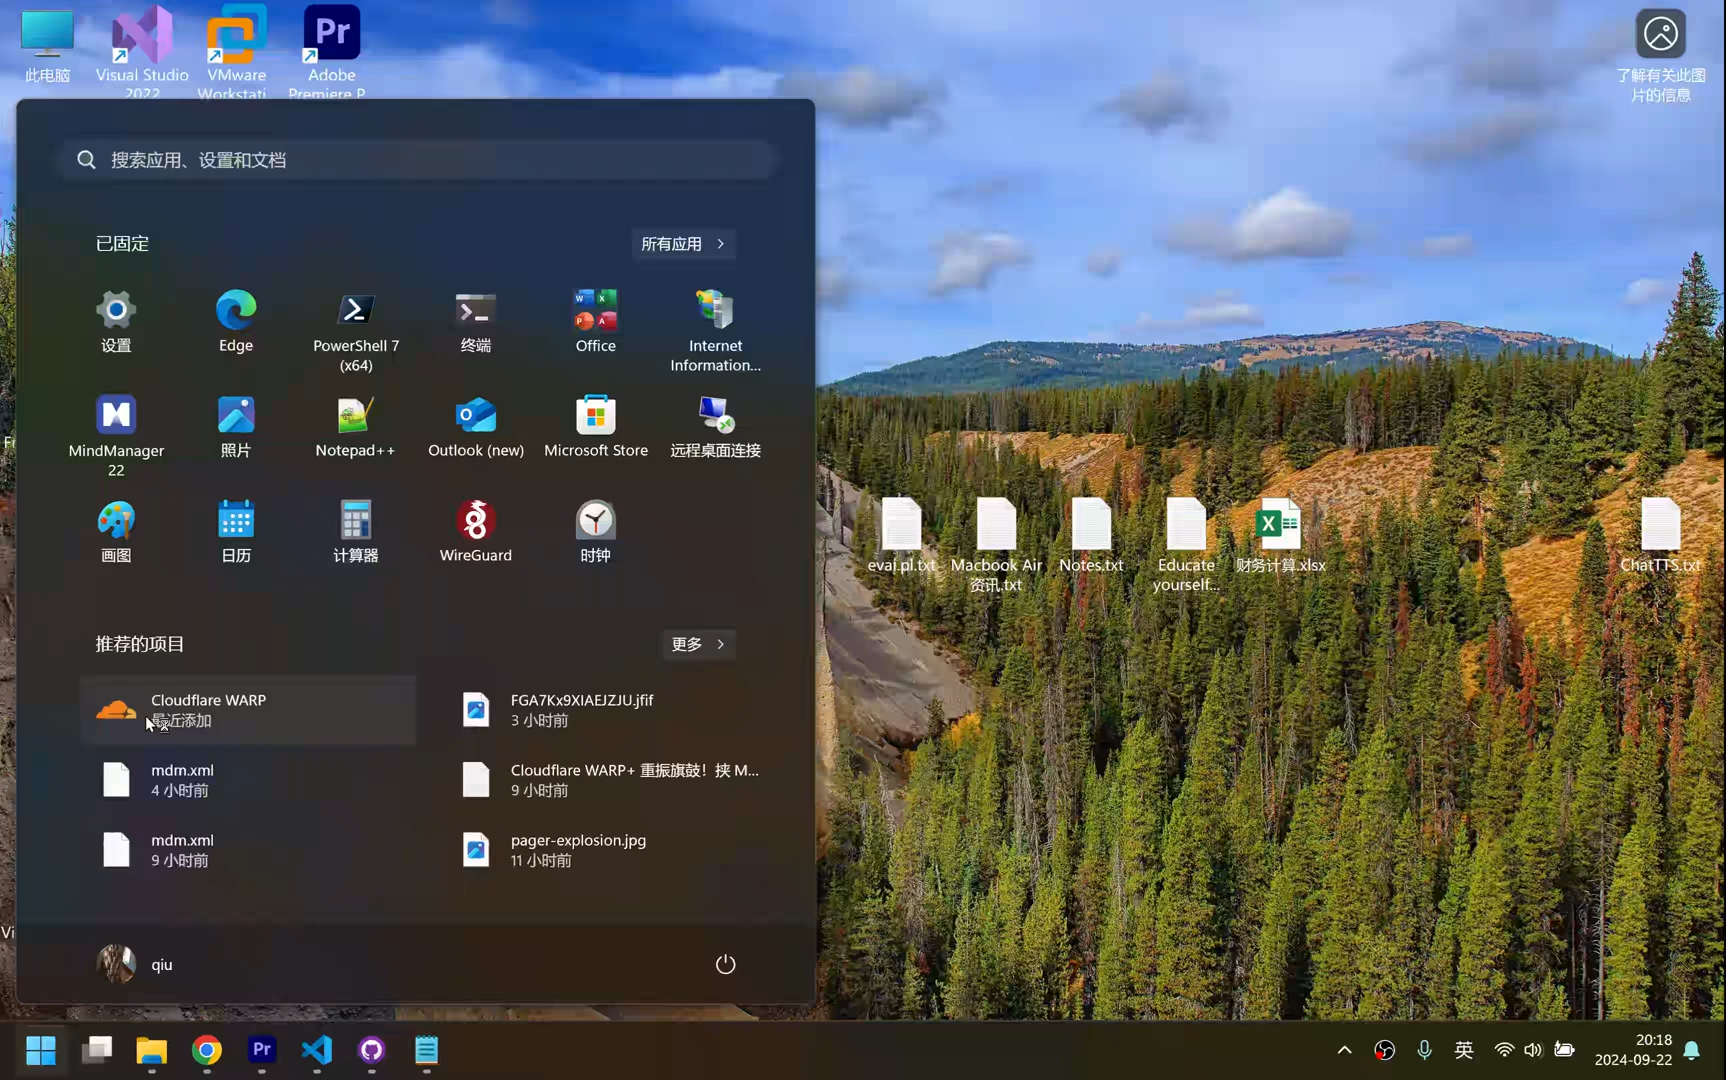 此电脑
Visual Studio
2022
VMware
Workstati
Adobe
Premiere P
Pr
了解有关此图
片的信息
搜索应用、设置和文档
已固定
所有应用
设置
Edge
PowerShell 7
(x64)
终端
Office
Internet
Information...
MindManager
22
照片
Notepad++
Outlook (new)
Microsoft Store
远程桌面连接
画图
日历
计算器
WireGuard
时钟
推荐的项目
更多
Cloudflare WARP
最近添加
FGA7Kx9XIAEJZJU.jfif
3 小时前
mdm.xml
4 小时前
Cloudflare WARP+ 重振旗鼓！挟 M...
9 小时前
mdm.xml
9 小时前
pager-explosion.jpg
11 小时前
Vi
qiu
evai.pl.txt
Macbook Air
资讯.txt
Notes.txt
Educate
yourself...
财务计算.xlsx
ChatTTS.txt
Pr
英
20:18
2024-09-22